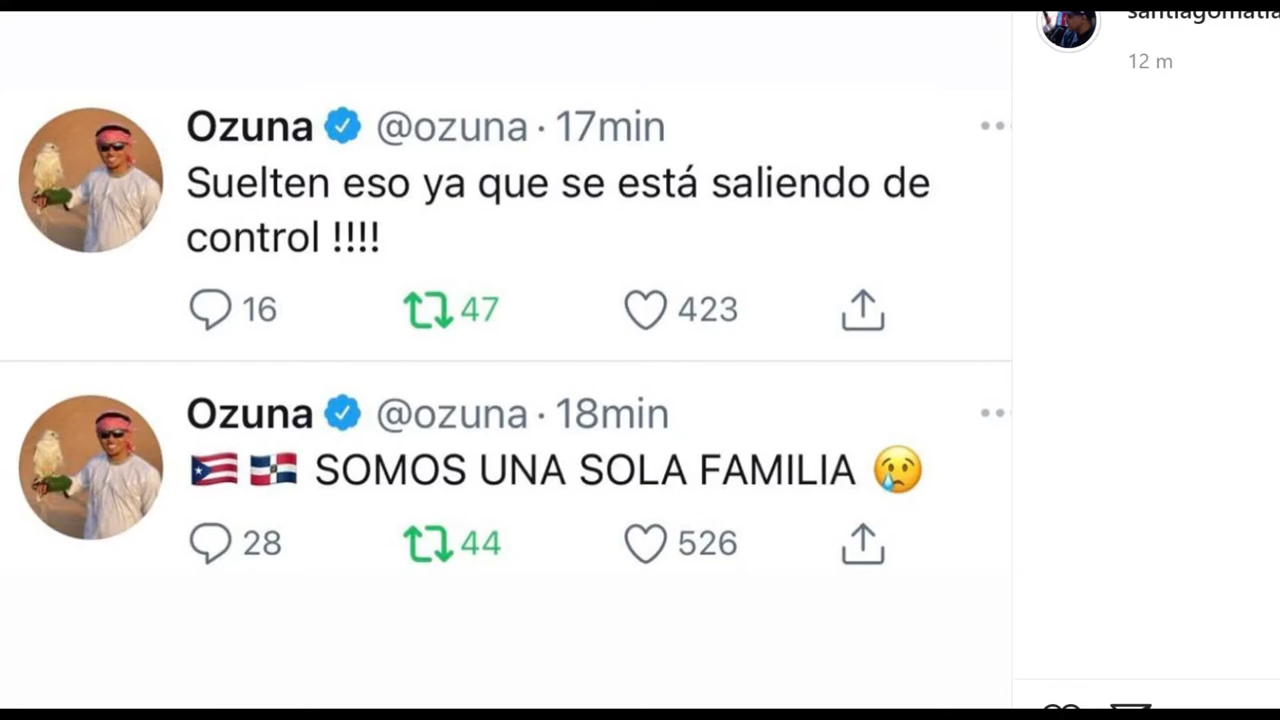 12 m
Ozuna @ozuna · 17min
Suelten eso ya que se está saliendo de
control !!!!
16 47 423
Ozuna @ozuna · 18min
🇵🇷 🇩🇴 SOMOS UNA SOLA FAMILIA 😢
28 44 526